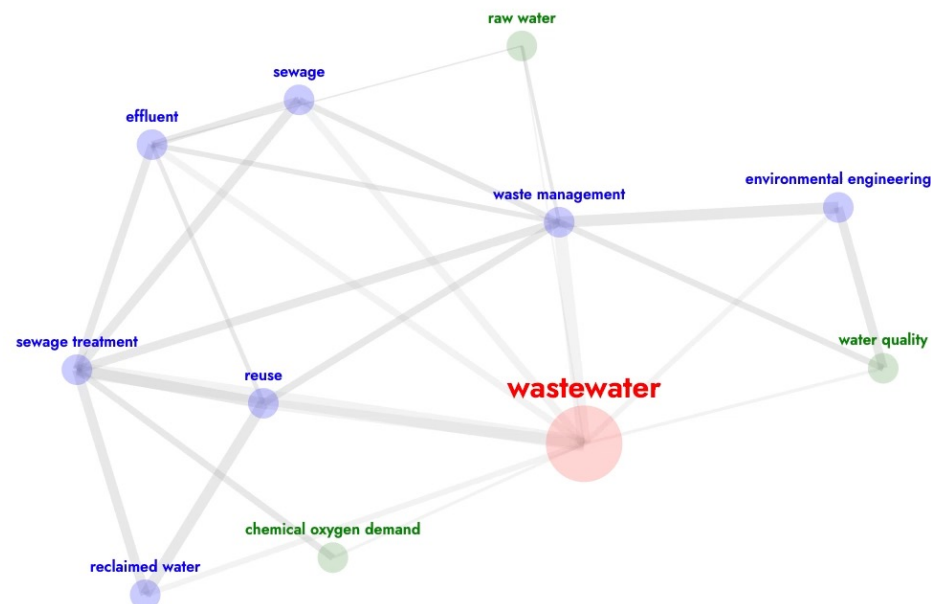 raw water
sewage
effluent
waste management
environmental engineering
sewage treatment
water quality
reuse
wastewater
chemical oxygen demand
reclaimed water